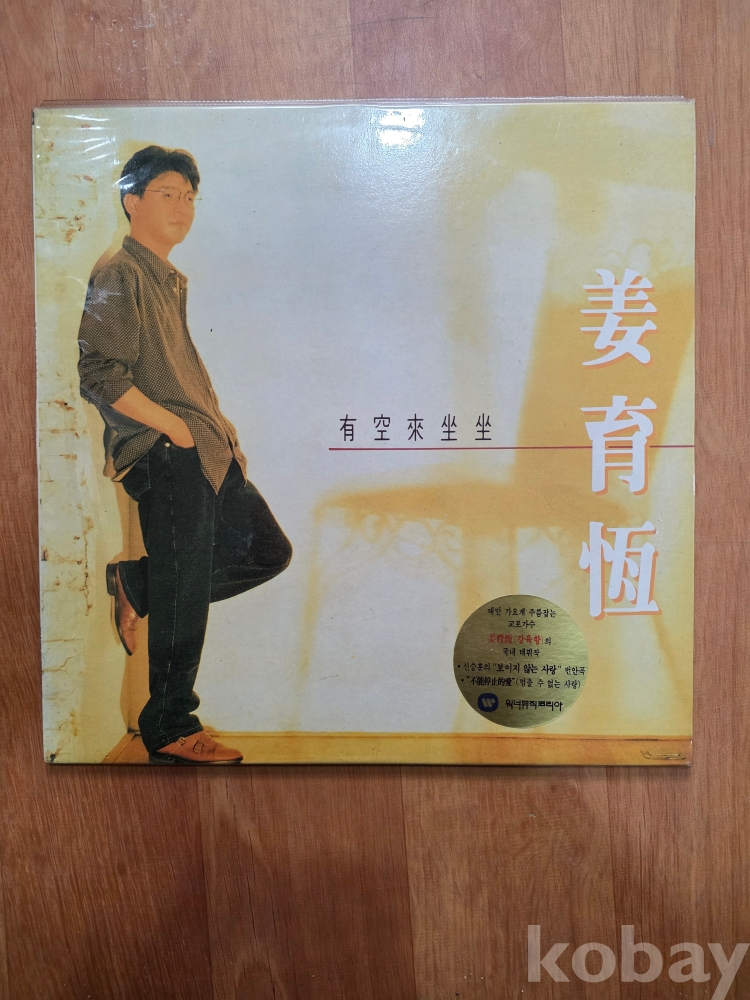 有空來坐坐
姜育恆
대만 가요계 주름잡는
교포가수
姜育恆(강육항)의
국내 데뷔작
• 신승훈의 "보이지 않는 사랑" 번안곡
• "不能停止的愛"(멈출 수 없는 사랑)
워너뮤직코리아
kobay